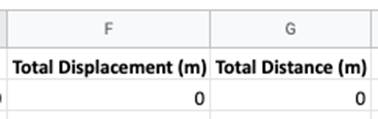 F G
Total Displacement (m) Total Distance (m)
0 0